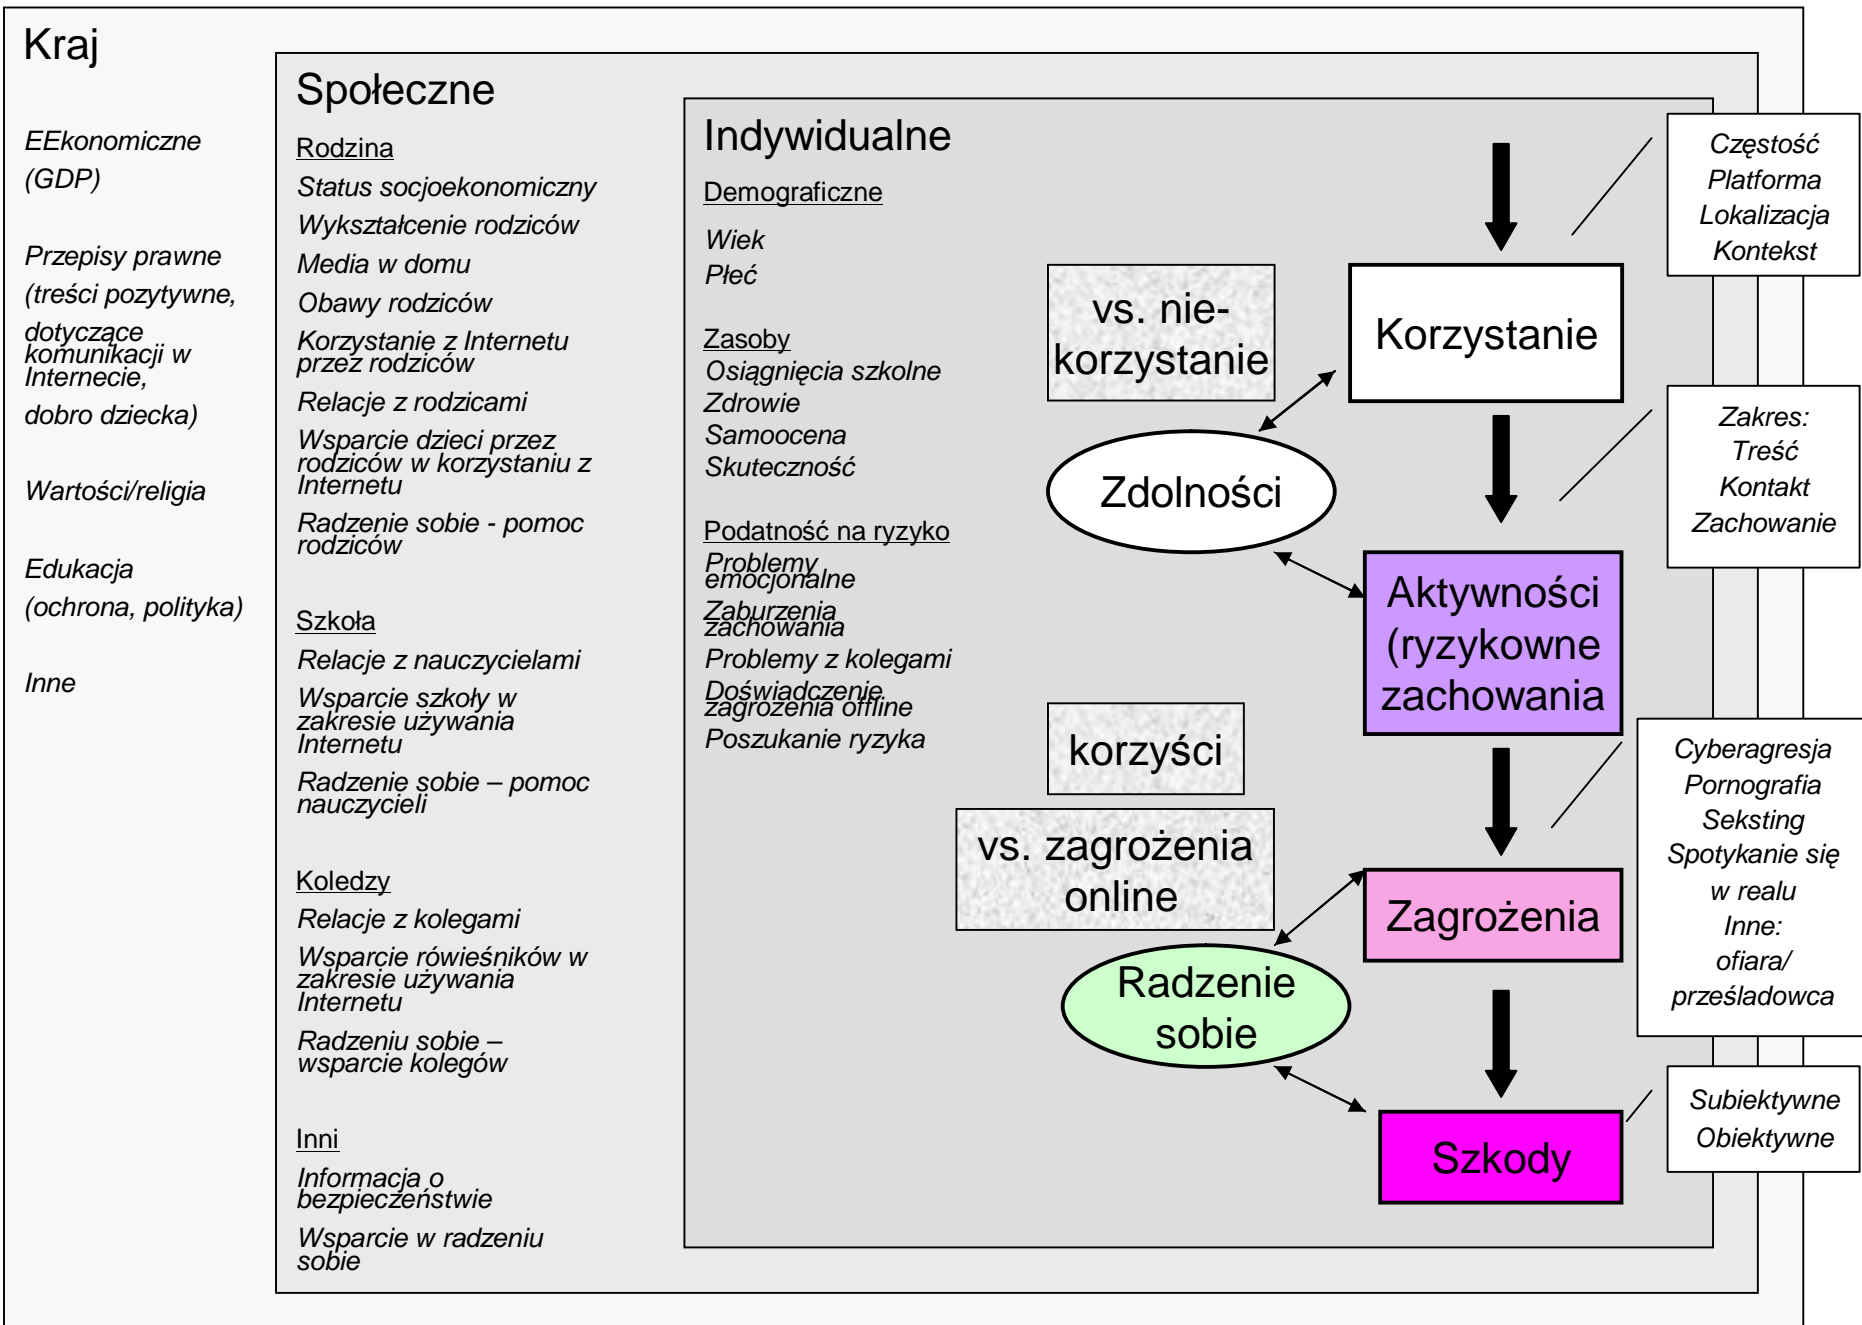 Kraj
EEkonomiczne
(GDP)
Przepisy prawne
(treści pozytywne,
dotyczące
komunikacji w
Internecie,
dobro dziecka)
Wartości/religia
Edukacja
(ochrona, polityka)
Inne
Społeczne
Rodzina
Status socjoekonomiczny
Wykształcenie rodziców
Media w domu
Obawy rodziców
Korzystanie z Internetu
przez rodziców
Relacje z rodzicami
Wsparcie dzieci przez
rodziców w korzystaniu z
Internetu
Radzenie sobie - pomoc
rodziców
Szkoła
Relacje z nauczycielami
Wsparcie szkoły w
zakresie używania
Internetu
Radzenie sobie – pomoc
nauczycieli
Koledzy
Relacje z kolegami
Wsparcie rówieśników w
zakresie używania
Internetu
Radzeniu sobie –
wsparcie kolegów
Inni
Informacja o
bezpieczeństwie
Wsparcie w radzeniu
sobie
Indywidualne
Demograficzne
Wiek
Płeć
Zasoby
Osiągnięcia szkolne
Zdrowie
Samoocena
Skuteczność
Podatność na ryzyko
Problemy
emocjonalne
Zaburzenia
zachowania
Problemy z kolegami
Doświadczenie
zagrożenia offline
Poszukanie ryzyka
vs. nie-
korzystanie
Korzystanie
Zdolności
Aktywności
(ryzykowne
zachowania
korzyści
vs. zagrożenia
online
Zagrożenia
Radzenie
sobie
Szkody
Częstość
Platforma
Lokalizacja
Kontekst
Zakres:
Treść
Kontakt
Zachowanie
Cyberagresja
Pornografia
Seksting
Spotykanie się
w realu
Inne:
ofiara/
prześladowca
Subiektywne
Obiektywne